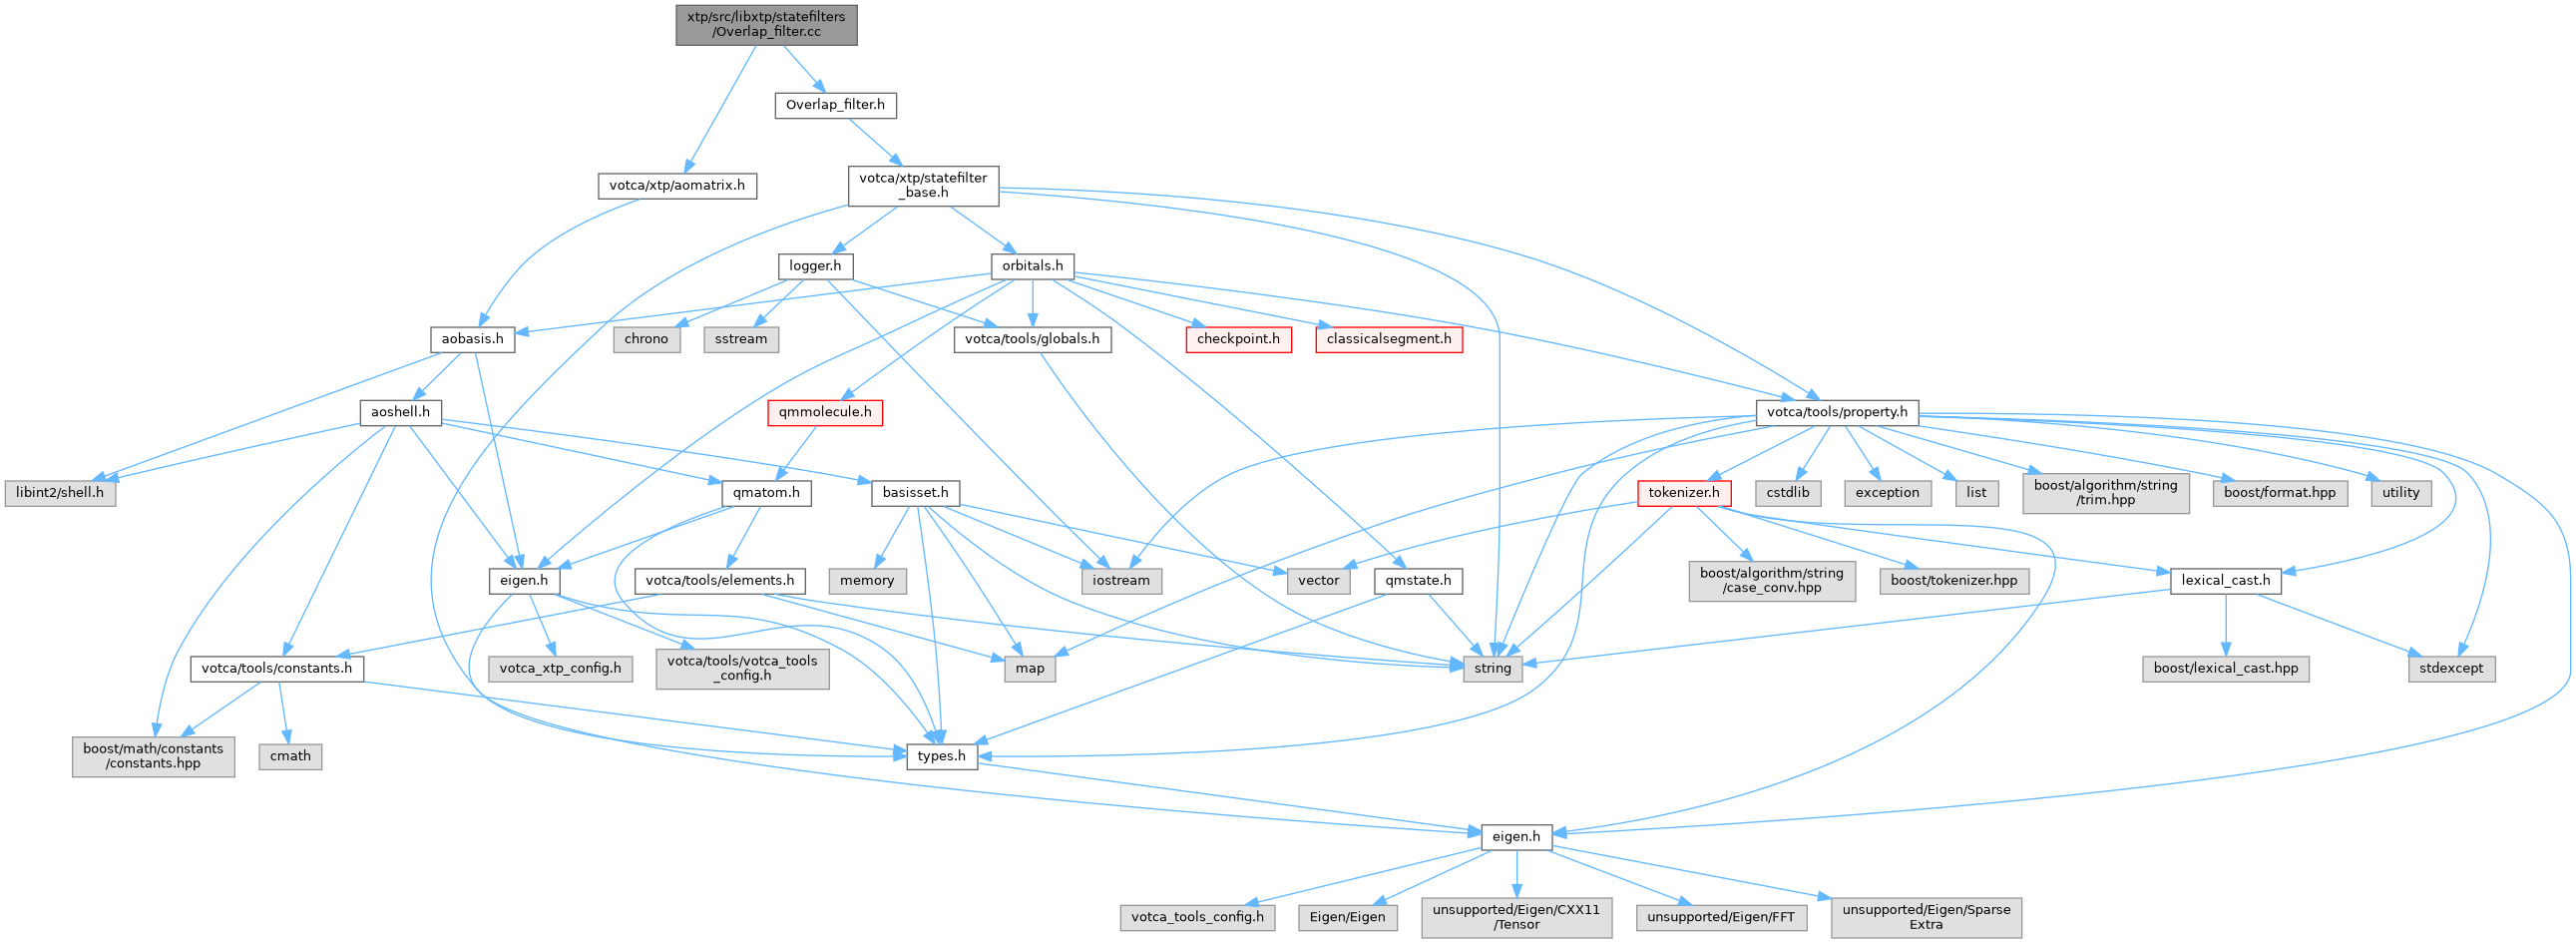 xtp/src/libxtp/statefilters
/Overlap_filter.cc
Overlap_filter.h
votca/xtp/aomatrix.h
votca/xtp/statefilter
_base.h
logger.h
orbitals.h
aobasis.h
chrono
sstream
votca/tools/globals.h
checkpoint.h
classicalsegment.h
aoshell.h
qmmolecule.h
votca/tools/property.h
libint2/shell.h
qmatom.h
basisset.h
tokenizer.h
cstdlib
exception
list
boost/algorithm/string
/trim.hpp
boost/format.hpp
utility
eigen.h
votca/tools/elements.h
memory
iostream
vector
qmstate.h
boost/algorithm/string
/case_conv.hpp
boost/tokenizer.hpp
lexical_cast.h
votca/tools/constants.h
votca_xtp_config.h
votca/tools/votca_tools
_config.h
map
string
boost/lexical_cast.hpp
stdexcept
boost/math/constants
/constants.hpp
cmath
types.h
eigen.h
votca_tools_config.h
Eigen/Eigen
unsupported/Eigen/CXX11
/Tensor
unsupported/Eigen/FFT
unsupported/Eigen/Sparse
Extra